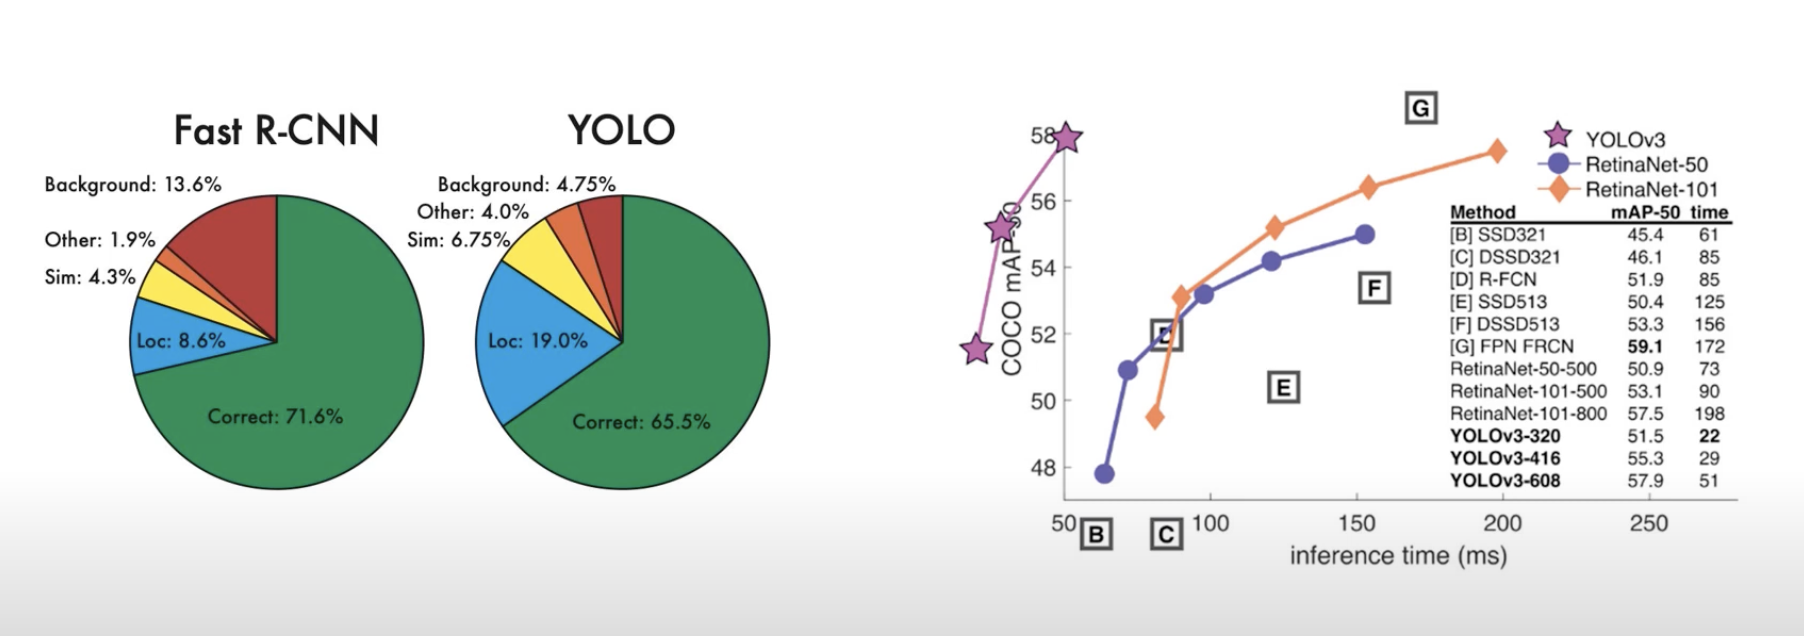 Fast R-CNN
Background: 13.6%
Other: 1.9%
Sim: 4.3%
Loc: 8.6%
Correct: 71.6%
YOLO
Background: 4.75%
Other: 4.0%
Sim: 6.75%
Loc: 19.0%
Correct: 65.5%
COCO mAP-50
58
56
54
52
50
48
G
F
D
E
B
C
50
100
150
200
250
inference time (ms)
YOLOv3
RetinaNet-50
RetinaNet-101
Method mAP-50 time
[B] SSD321 45.4 61
[C] DSSD321 46.1 85
[D] R-FCN 51.9 85
[E] SSD513 50.4 125
[F] DSSD513 53.3 156
[G] FPN FRCN 59.1 172
RetinaNet-50-500 50.9 73
RetinaNet-101-500 53.1 90
RetinaNet-101-800 57.5 198
YOLOv3-320 51.5 22
YOLOv3-416 55.3 29
YOLOv3-608 57.9 51